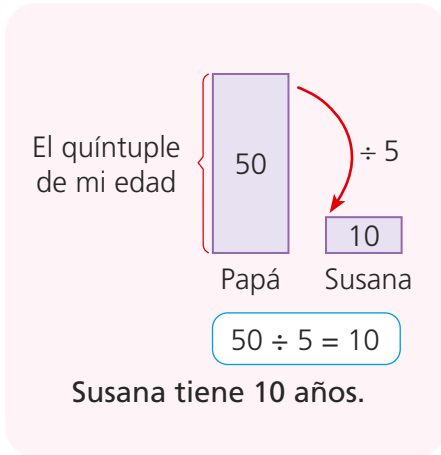 El quíntuple
de mi edad
50
÷ 5
10
Papá
Susana
50 ÷ 5 = 10
Susana tiene 10 años.